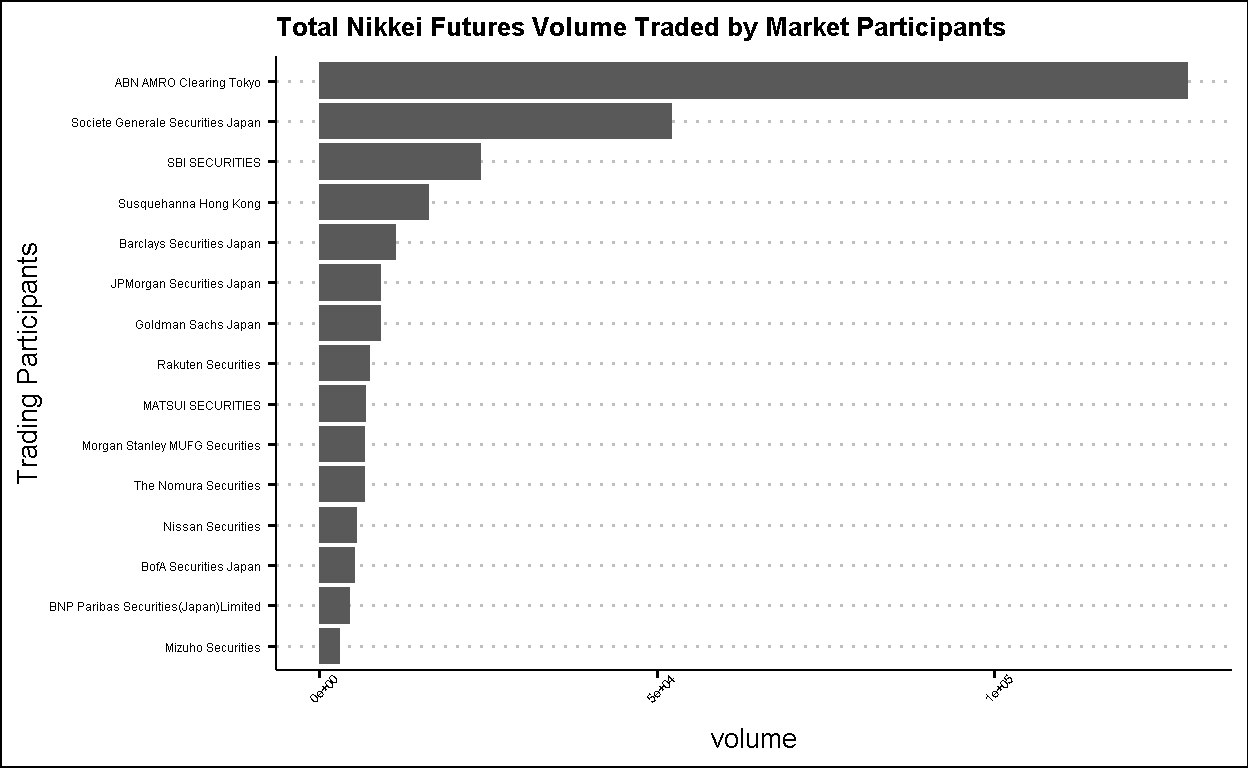 Total Nikkei Futures Volume Traded by Market Participants
Trading Participants
ABN AMRO Clearing Tokyo
Societe Generale Securities Japan
SBI SECURITIES
Susquehanna Hong Kong
Barclays Securities Japan
JPMorgan Securities Japan
Goldman Sachs Japan
Rakuten Securities
MATSUI SECURITIES
Morgan Stanley MUFG Securities
The Nomura Securities
Nissan Securities
BofA Securities Japan
BNP Paribas Securities(Japan)Limited
Mizuho Securities
0e+00
5e+04
1e+05
volume